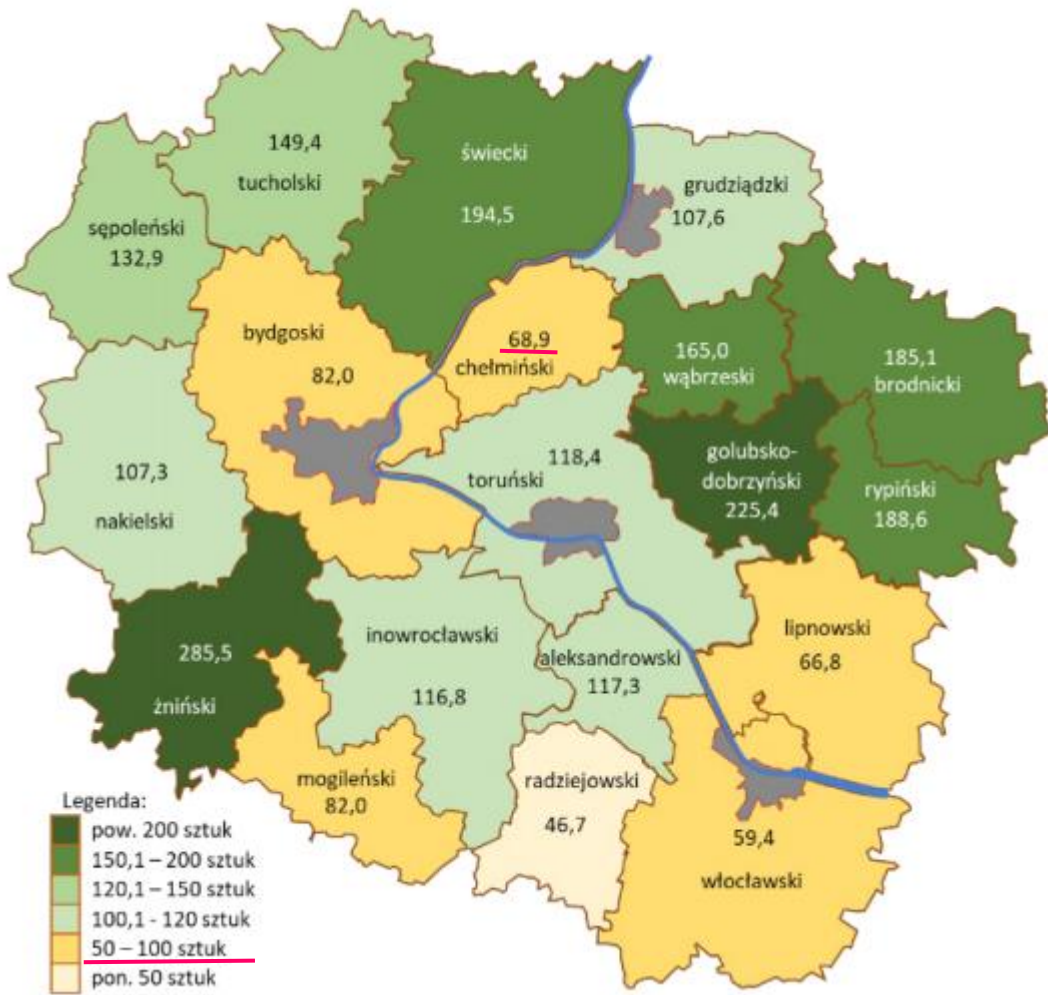 149,4
tucholski
świecki
194,5
grudziądzki
107,6
sępoleński
132,9
bydgoski
82,0
68,9
chełmiński
165,0
wąbrzeski
185,1
brodnicki
107,3
nakielski
118,4
toruński
golubsko-
dobrzyński
225,4
rypiński
188,6
inowrocławski
116,8
aleksandrowski
117,3
lipnowski
66,8
285,5
żniński
mogileński
82,0
radziejowski
46,7
59,4
włocławski
Legenda:
pow. 200 sztuk
150,1 – 200 sztuk
120,1 – 150 sztuk
100,1 - 120 sztuk
50 – 100 sztuk
pon. 50 sztuk